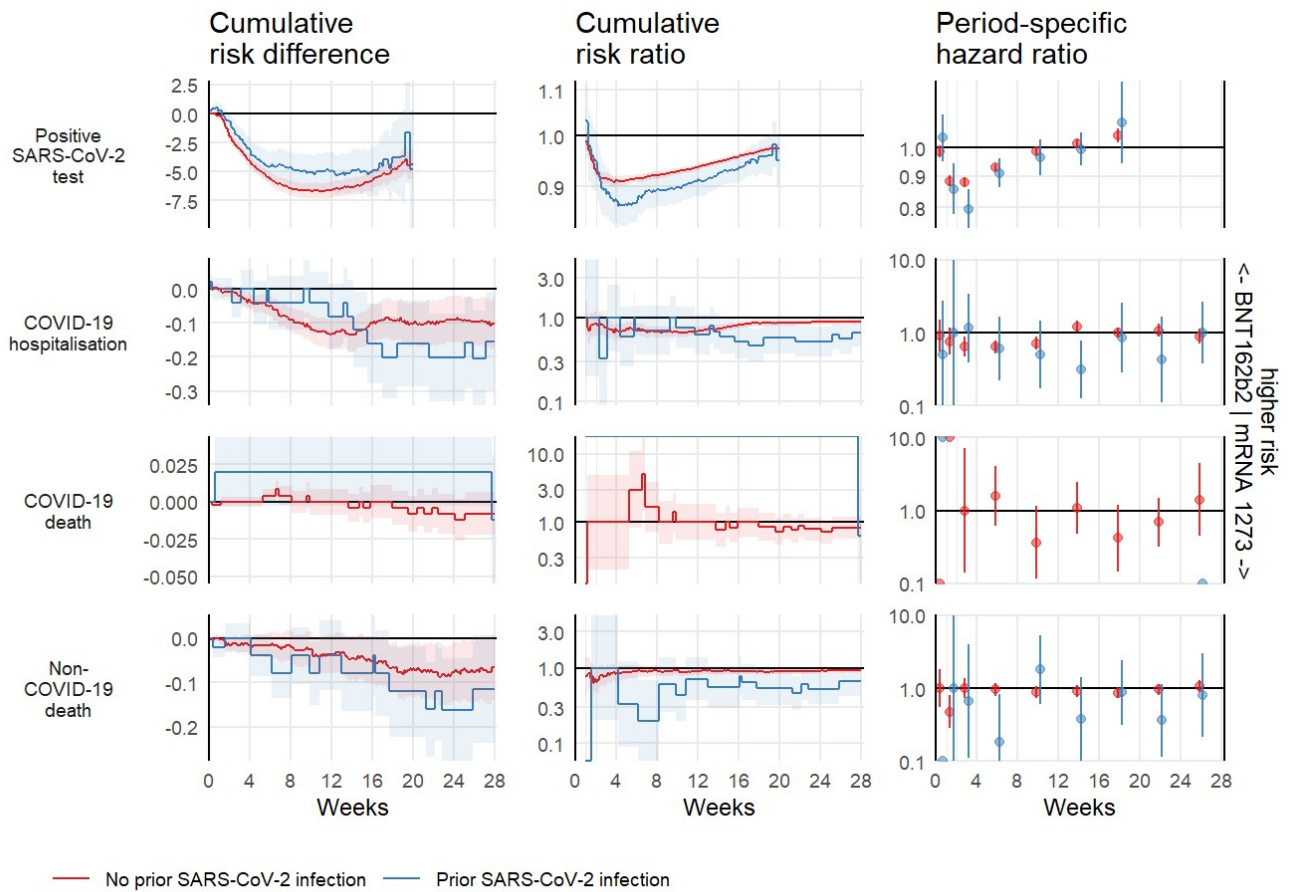 Cumulative
risk difference
Cumulative
risk ratio
Period-specific
hazard ratio
Positive
SARS-CoV-2
test
2.5
0.0
-2.5
-5.0
-7.5
1.1
1.0
0.9
1.0
0.9
0.8
COVID-19
hospitalisation
0.0
-0.1
-0.2
-0.3
3.0
1.0
0.3
0.1
10.0
1.0
0.1
COVID-19
death
0.025
0.000
-0.025
-0.050
10.0
3.0
1.0
0.3
10.0
1.0
0.1
Non-
COVID-19
death
0.0
-0.1
-0.2
3.0
1.0
0.3
0.1
10.0
1.0
0.1
0 4 8 12 16 20 24 28
Weeks
0 4 8 12 16 20 24 28
Weeks
0 4 8 12 16 20 24 28
Weeks
higher risk
<- BNT162b2 | mRNA 1273 ->
No prior SARS-CoV-2 infection
Prior SARS-CoV-2 infection